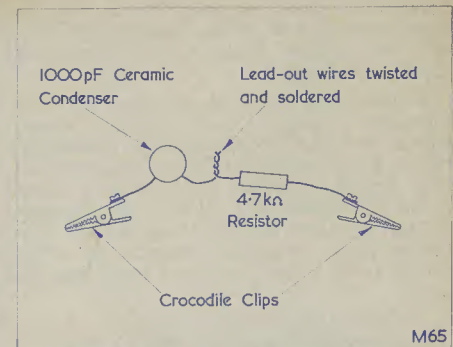 1000pF Ceramic
Condenser
Lead-out wires twisted
and soldered
4·7kΩ
Resistor
Crocodile Clips
M65